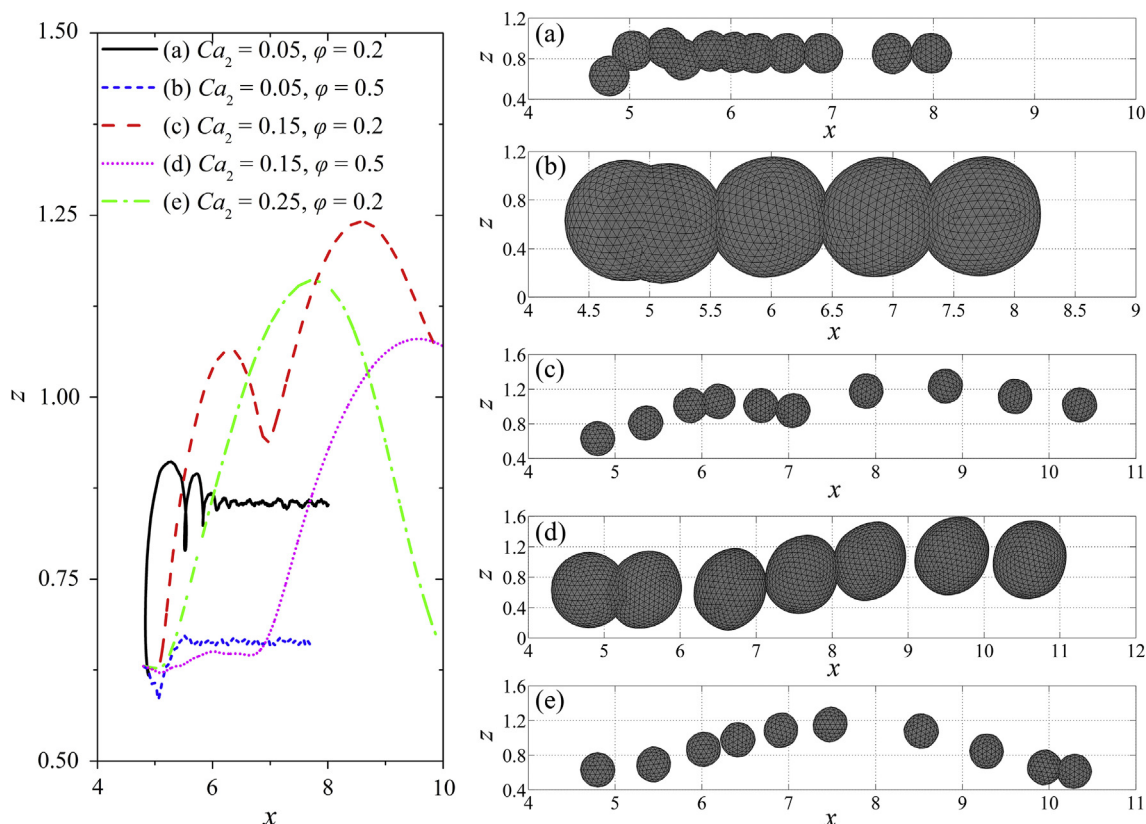 1.50
1.25
1.00
0.75
0.50
z
4
6
8
10
x
(a) Ca₂ = 0.05, φ = 0.2
(b) Ca₂ = 0.05, φ = 0.5
(c) Ca₂ = 0.15, φ = 0.2
(d) Ca₂ = 0.15, φ = 0.5
(e) Ca₂ = 0.25, φ = 0.2
(a)
1.2
0.8
0.4
z
4 5 6 7 8 9 10
x
(b)
1.2
0.8
0.4
0
z
4.5 5 5.5 6 6.5 7 7.5 8 8.5 9
x
(c)
1.6
1.2
0.8
0.4
z
4 5 6 7 8 9 10 11
x
(d)
1.6
1.2
0.8
0.4
0
z
4 5 6 7 8 9 10 11 12
x
(e)
1.6
1.2
0.8
0.4
z
4 5 6 7 8 9 10 11
x